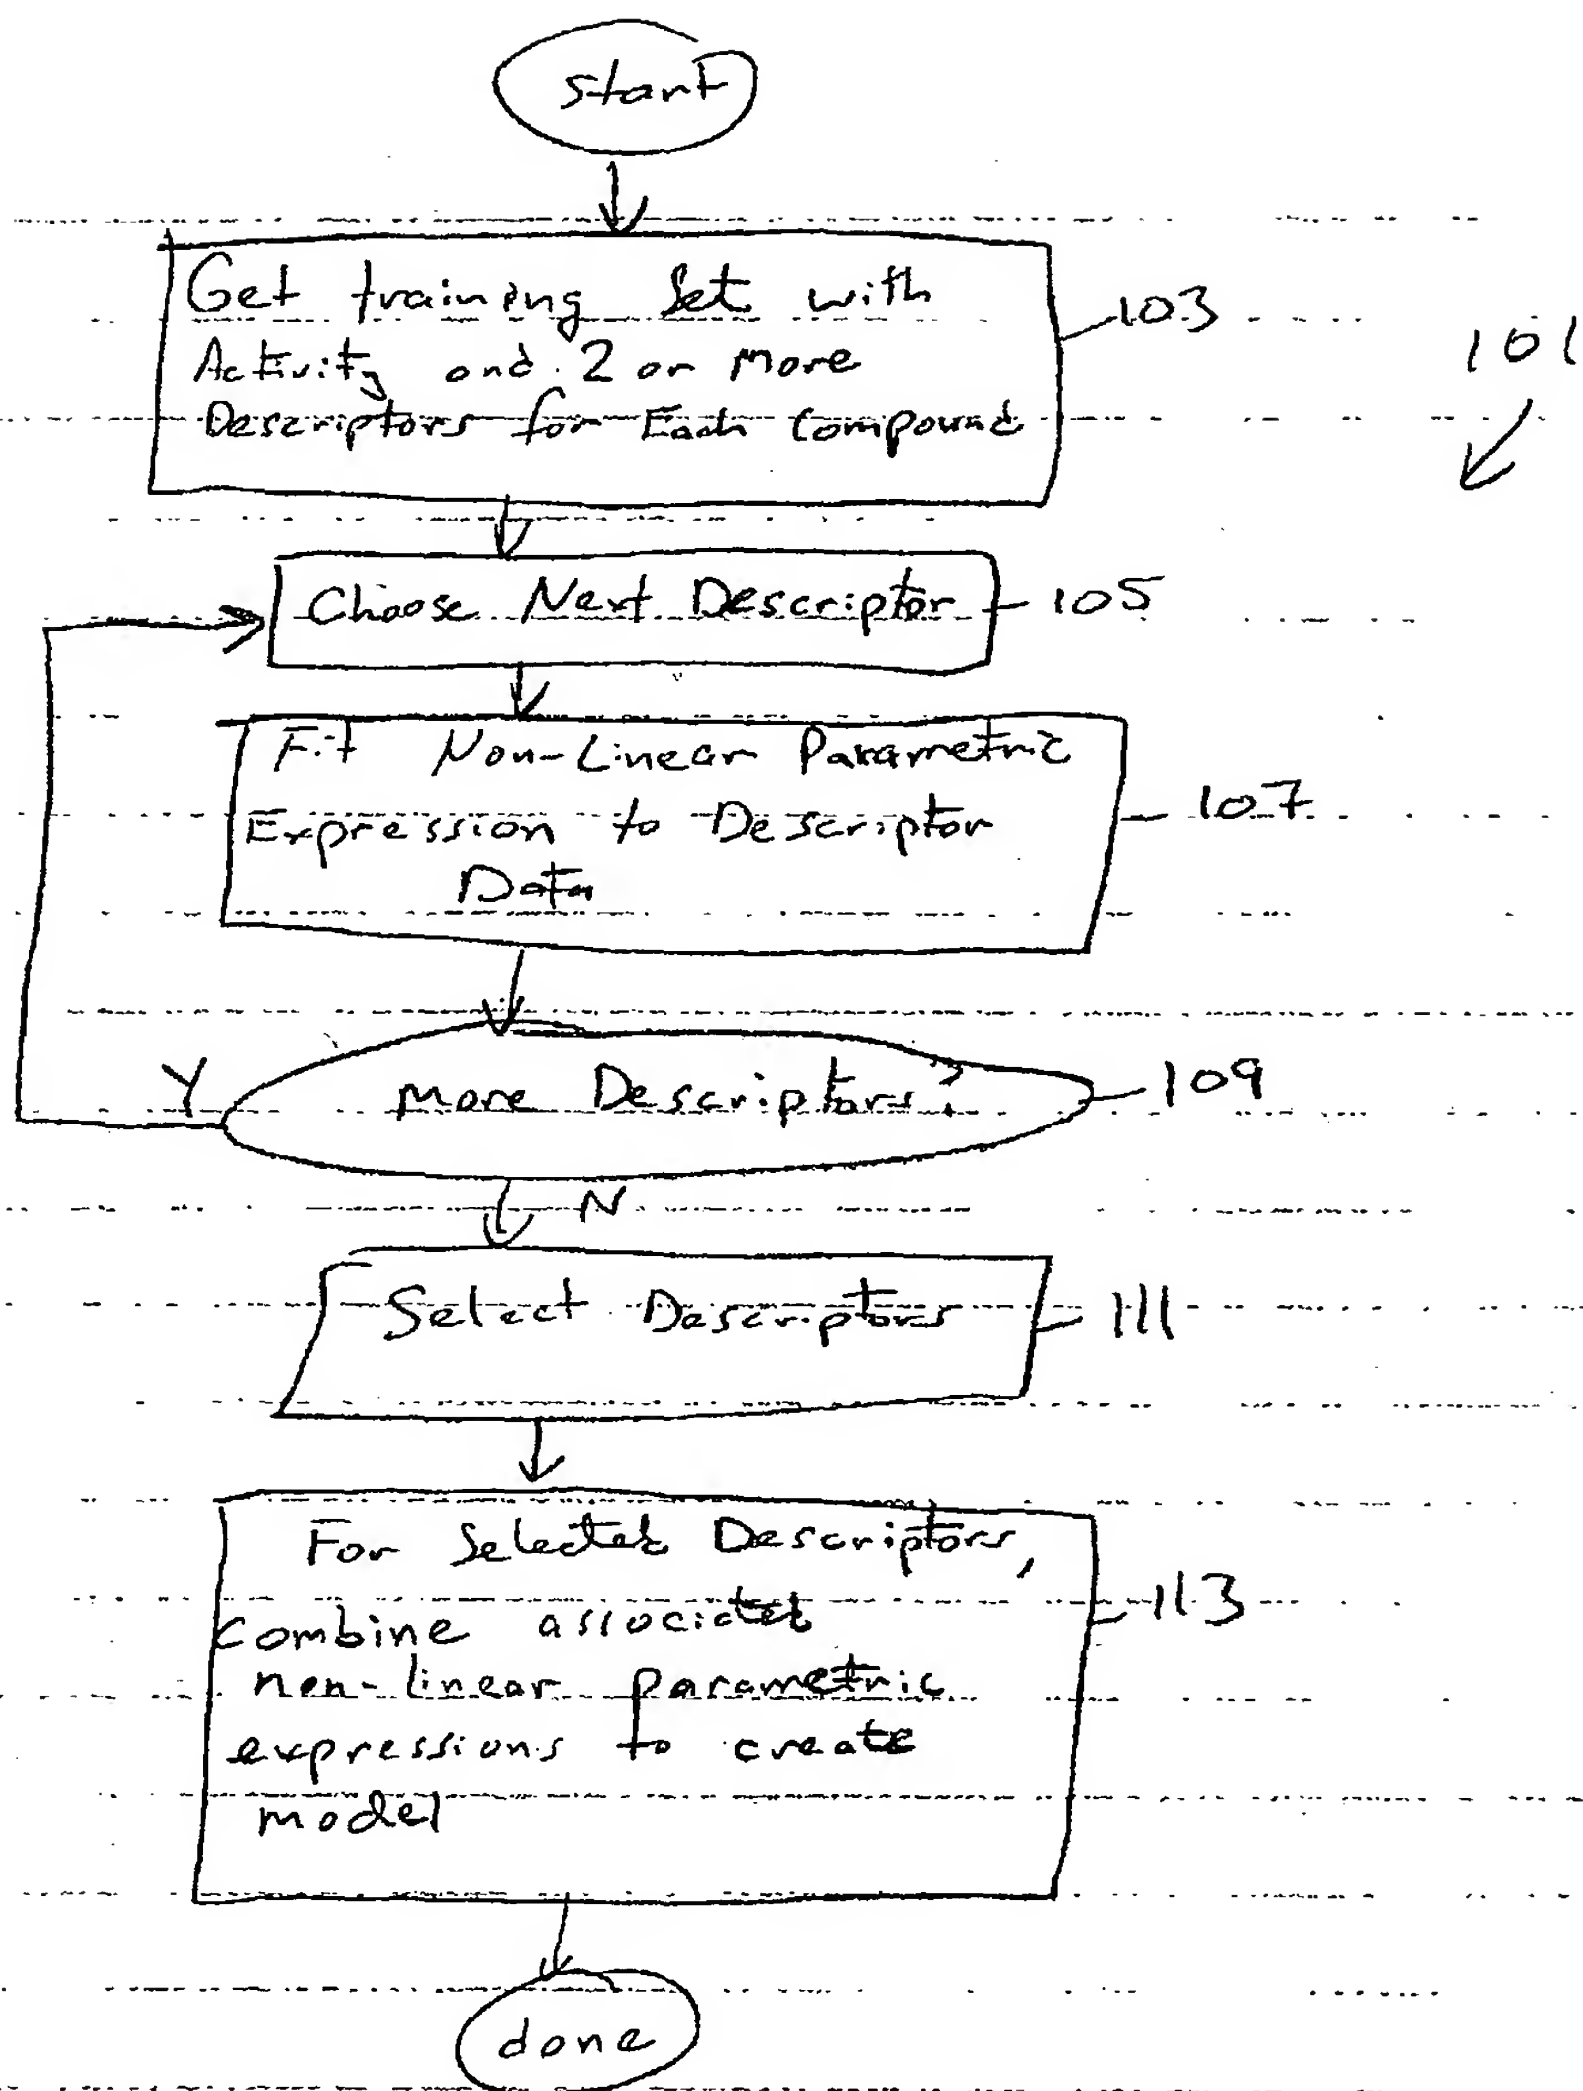 start
Get training Set with
Activity and 2 or More
Descriptors for Each Compound
103
101
Choose Next Descriptor
105
Fit Non-Linear Parametric
Expression to Descriptor
Data
107
More Descriptors?
109
Y
N
Select Descriptors
111
For Selected Descriptors,
combine associated
non-linear parametric
expressions to create
model
113
done